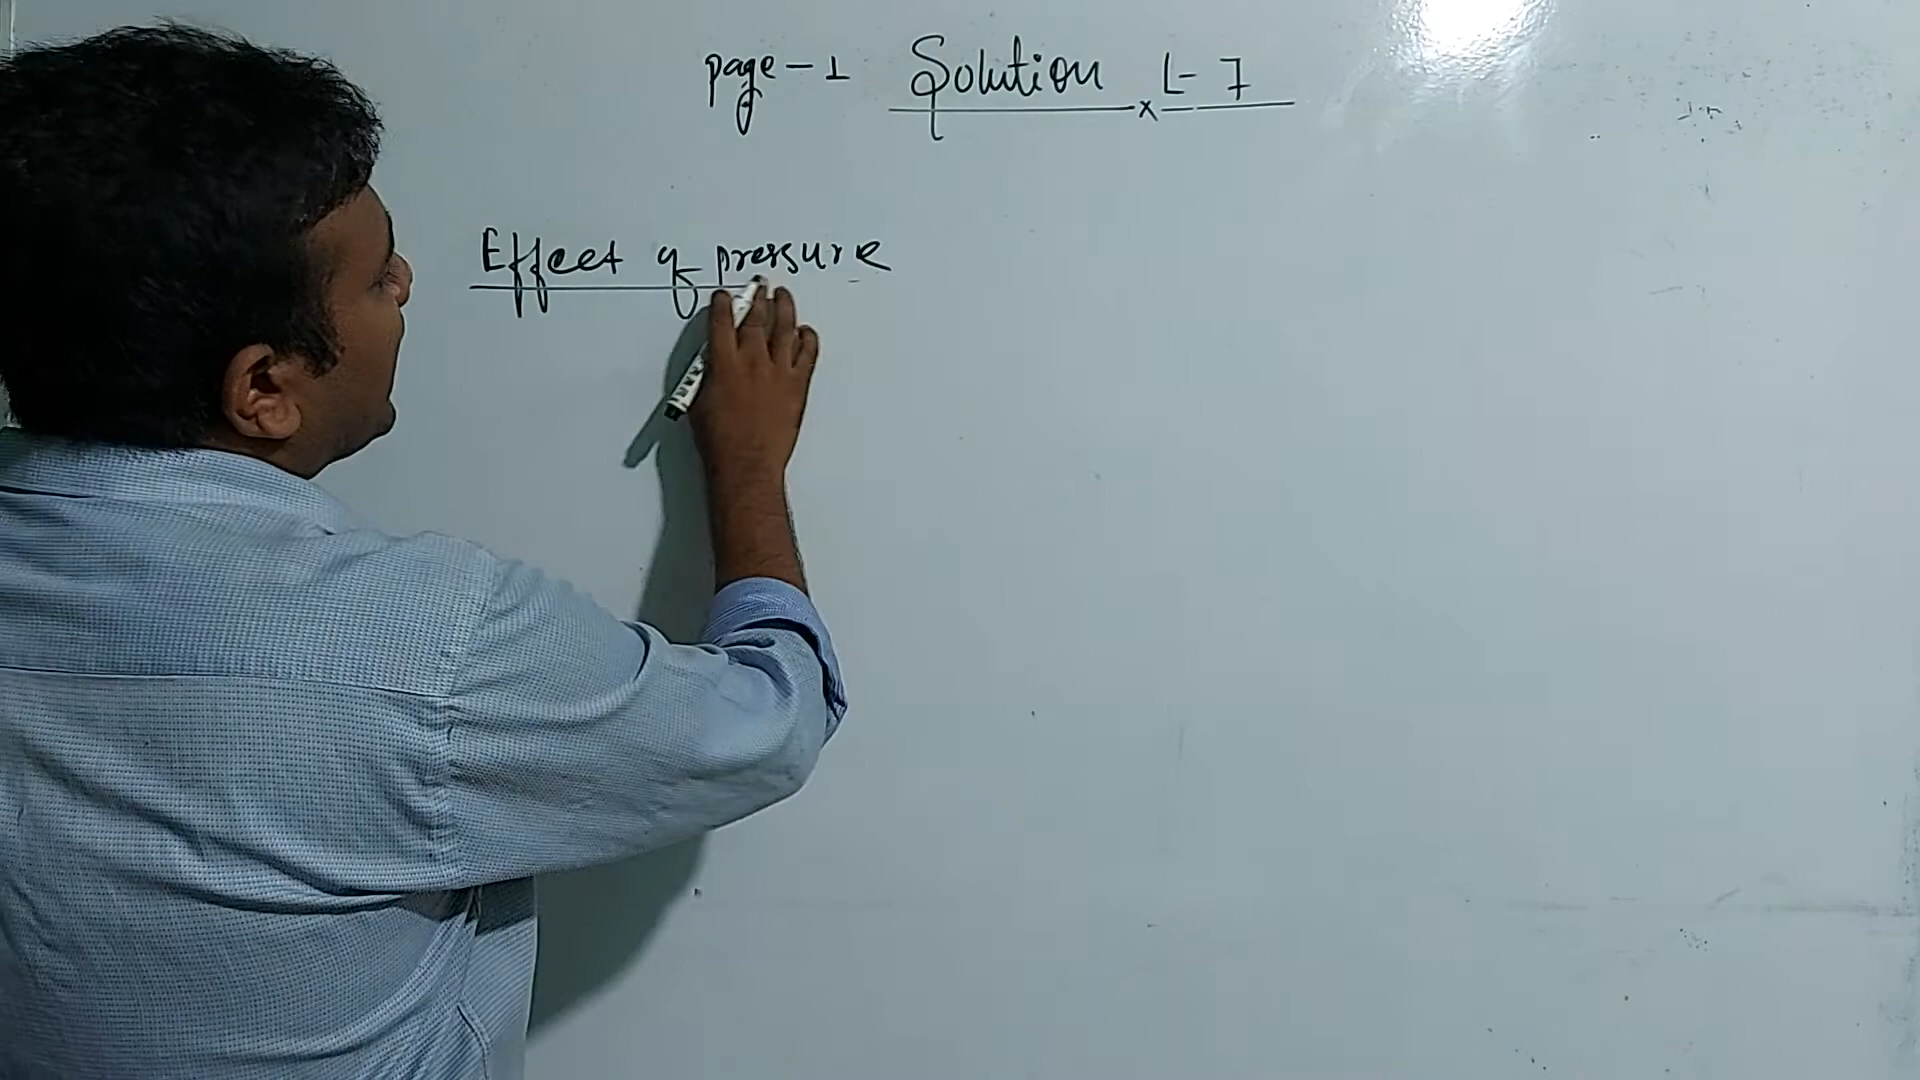 page - 1 Solution L - 7
Effect of pressure